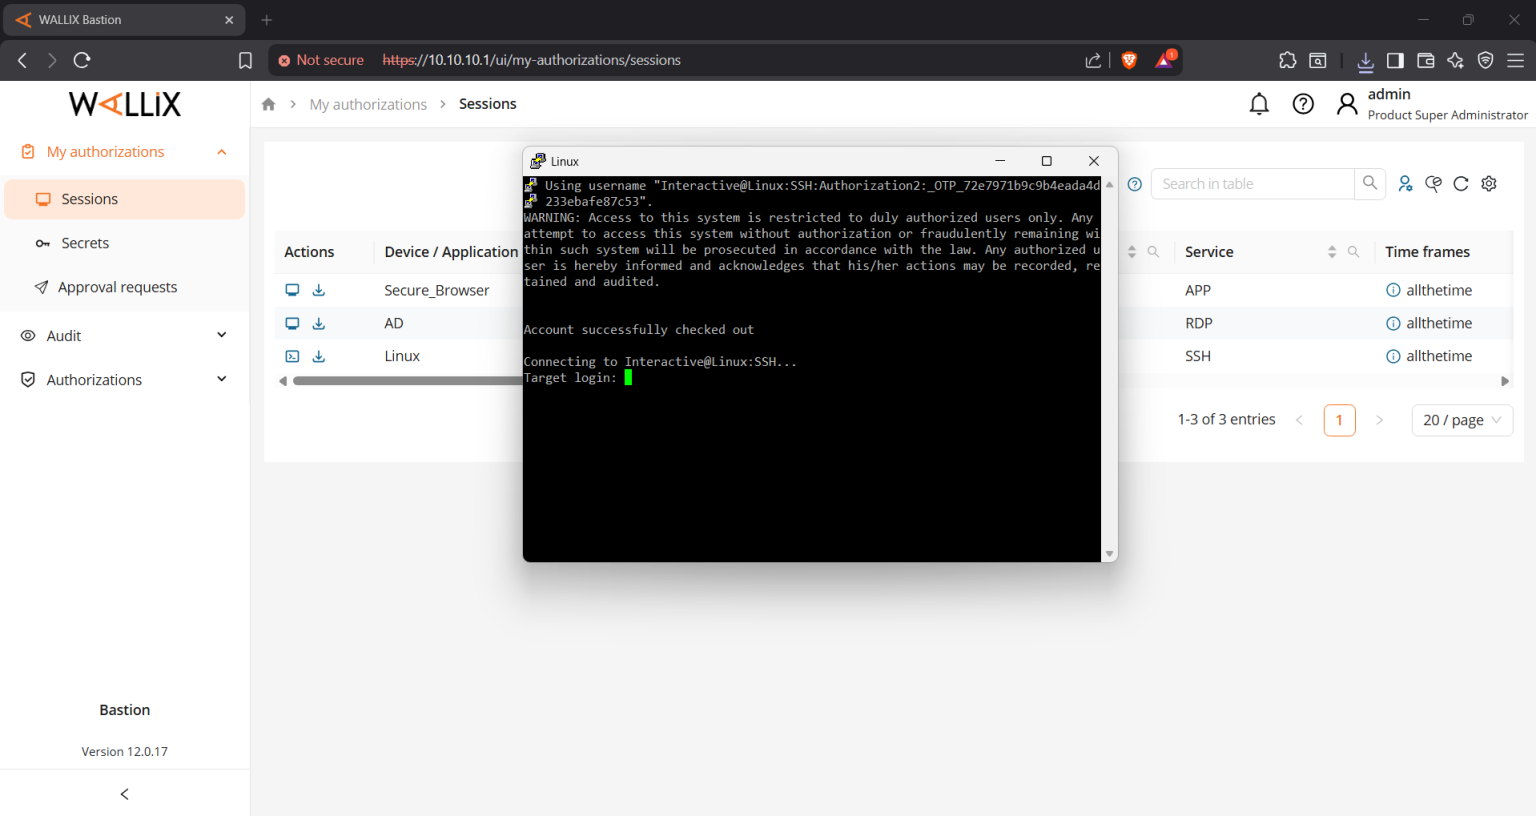 WALLIX Bastion
Not secure https://10.10.10.1/ui/my-authorizations/sessions
1
WALLIX
My authorizations
Sessions
Secrets
Approval requests
Audit
Authorizations
Bastion
Version 12.0.17
My authorizations > Sessions
admin
Product Super Administrator
Search in table
Actions Device / Application Service Time frames
Secure_Browser APP allthetime
AD RDP allthetime
Linux SSH allthetime
1-3 of 3 entries < 1 > 20 / page
Linux
Using username "Interactive@Linux:SSH:Authorization2:_OTP_72e7971b9c9b4eada4d
233ebafe87c53".
WARNING: Access to this system is restricted to duly authorized users only. Any
attempt to access this system without authorization or fraudulently remaining wi
thin such system will be prosecuted in accordance with the law. Any authorized u
ser is hereby informed and acknowledges that his/her actions may be recorded, re
tained and audited.
Account successfully checked out
Connecting to Interactive@Linux:SSH...
Target login: